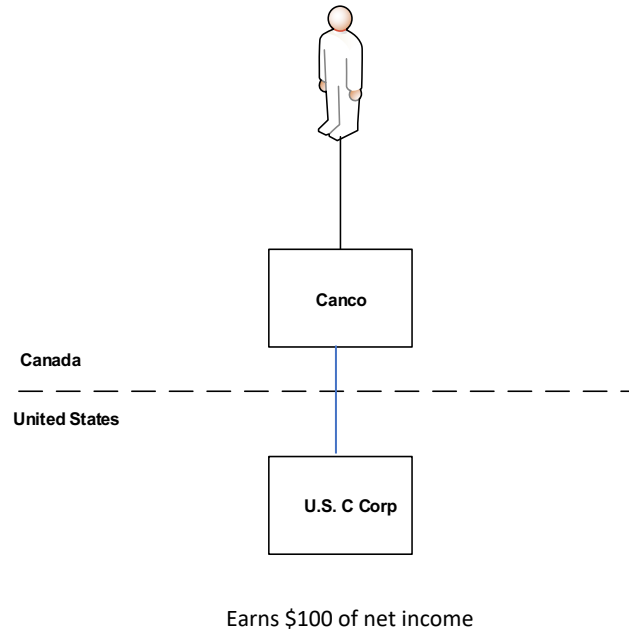 Canco
Canada
United States
U.S. C Corp
Earns $100 of net income